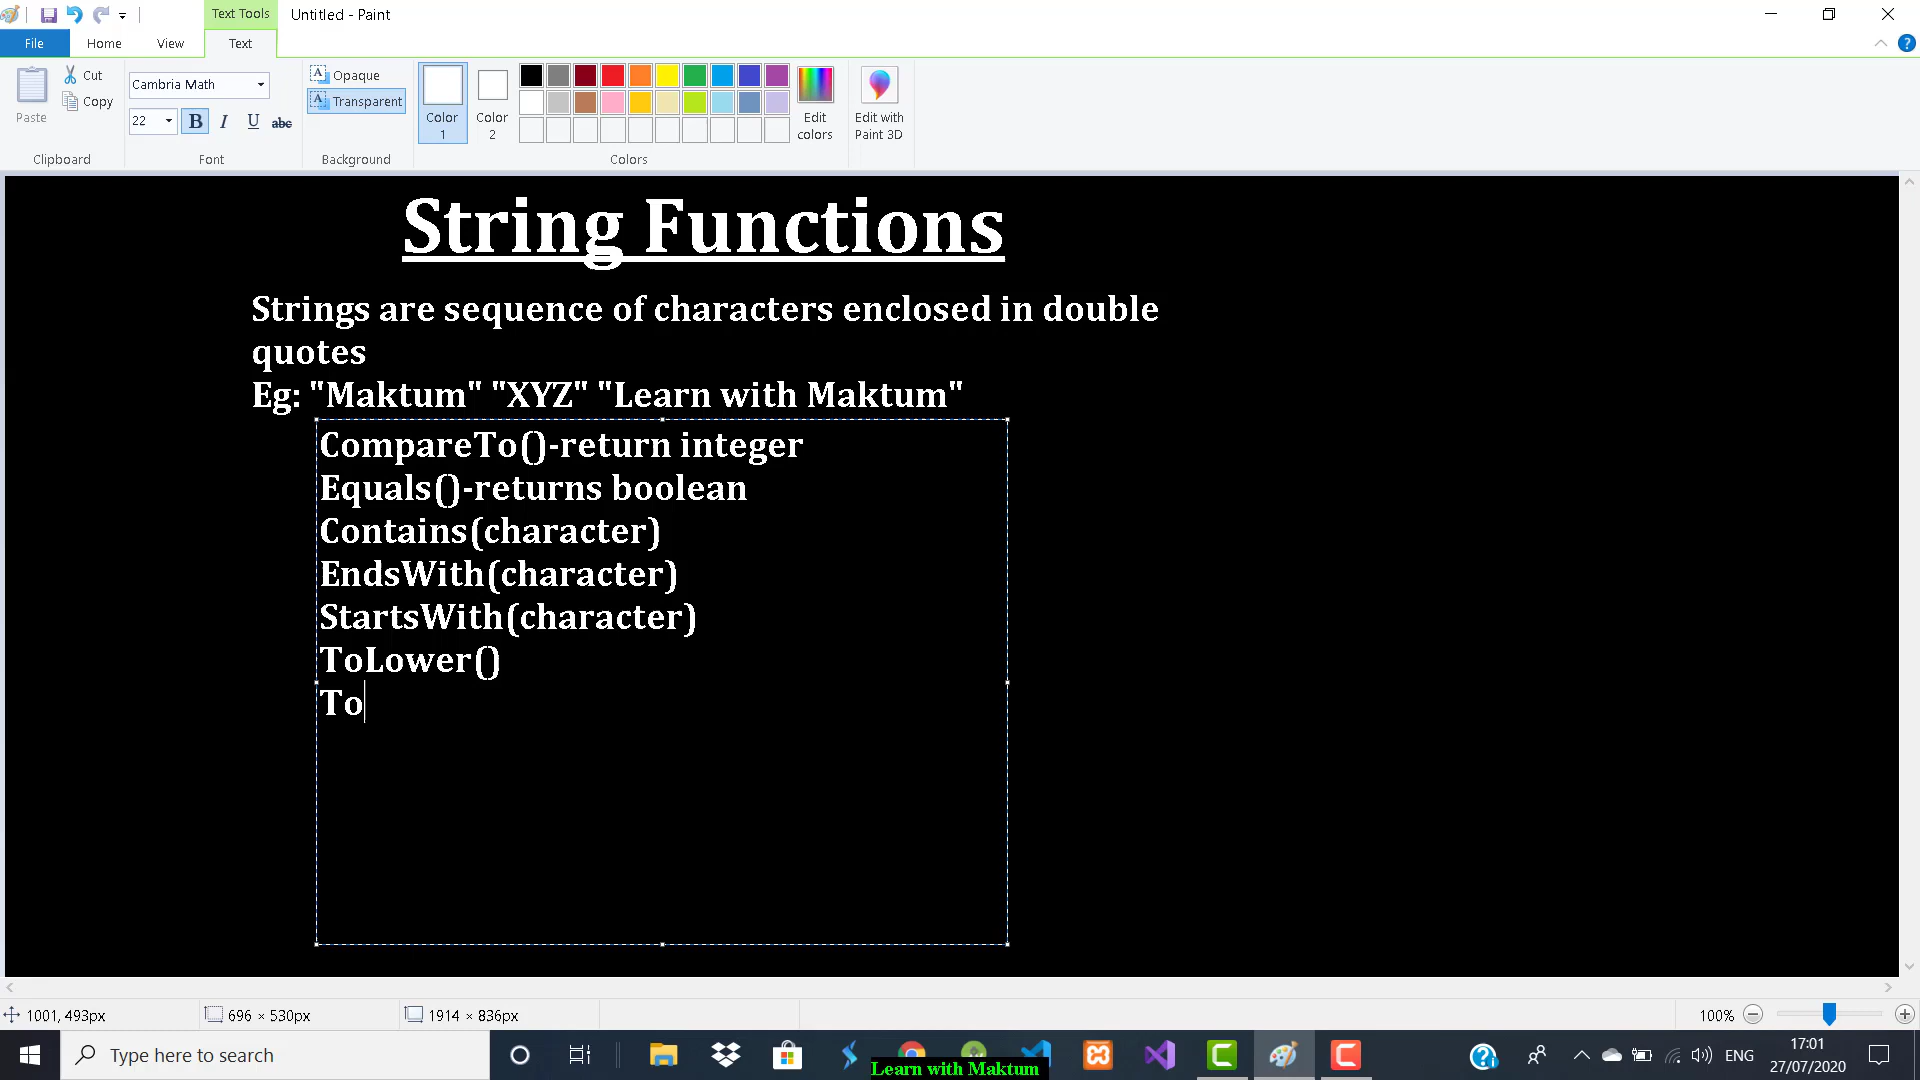 Text Tools
Untitled - Paint
File
Home
View
Text
Paste
Cut
Copy
Clipboard
Cambria Math
22
B I U abc
Font
Opaque
Transparent
Background
Color 1
Color 2
Edit colors
Colors
Edit with Paint 3D
String Functions
Strings are sequence of characters enclosed in double
quotes
Eg: "Maktum" "XYZ" "Learn with Maktum"
CompareTo()-return integer
Equals()-returns boolean
Contains(character)
EndsWith(character)
StartsWith(character)
ToLower()
To
1001, 493px
696 × 530px
1914 × 836px
100%
Type here to search
Learn with Maktum
ENG
17:01
27/07/2020